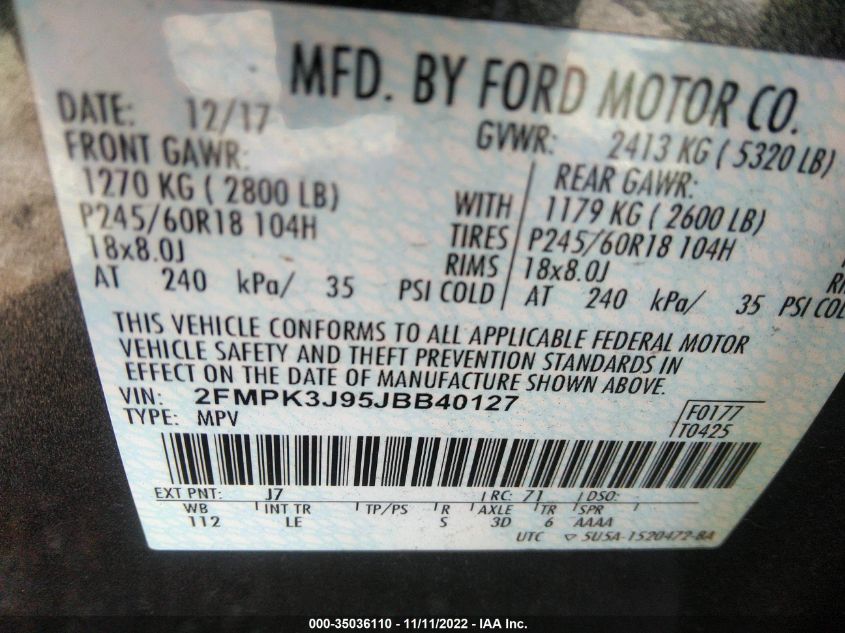 MFD. BY FORD MOTOR CO.
DATE: 12/17 GVWR: 2413 KG ( 5320 LB)
FRONT GAWR: REAR GAWR:
1270 KG ( 2800 LB) WITH 1179 KG ( 2600 LB)
P245/60R18 104H TIRES P245/60R18 104H
18x8.0J RIMS 18x8.0J
AT 240 kPa/ 35 PSI COLD AT 240 kPa/ 35 PSI COL
THIS VEHICLE CONFORMS TO ALL APPLICABLE FEDERAL MOTOR
VEHICLE SAFETY AND THEFT PREVENTION STANDARDS IN
EFFECT ON THE DATE OF MANUFACTURE SHOWN ABOVE.
VIN: 2FMPK3J95JBB40127
TYPE: MPV
F0177
T0425
EXT PNT: J7 RC: 71 DSO:
WB INT TR TP/PS R AXLE TR SPR
112 LE S 3D 6 AAAA
UTC 5U5A-1520472-BA
000-35036110 - 11/11/2022 - IAA Inc.